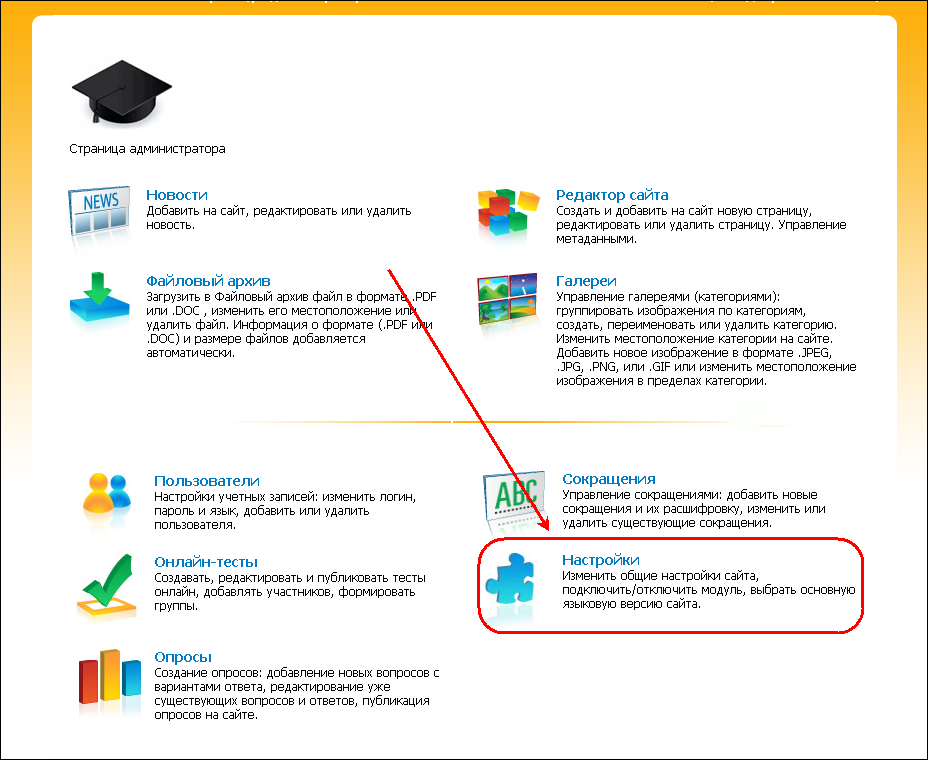 Страница администратора
NEWS
Новости
Добавить на сайт, редактировать или удалить
новость.
Редактор сайта
Создать и добавить на сайт новую страницу,
редактировать или удалить страницу. Управление
метаданными.
Файловый архив
Загрузить в Файловый архив файл в формате .PDF
или .DOC , изменить его местоположение или
удалить файл. Информация о формате (.PDF или
.DOC) и размере файлов добавляется
автоматически.
Галереи
Управление галереями (категориями):
группировать изображения по категориям,
создать, переименовать или удалить категорию.
Изменить местоположение категории на сайте.
Добавить новое изображение в формате .JPEG,
.JPG, .PNG, или .GIF или изменить местоположение
изображения в пределах категории.
Пользователи
Настройки учетных записей: изменить логин,
пароль и язык, добавить или удалить
пользователя.
ABC
Сокращения
Управление сокращениями: добавить новые
сокращения и их расшифровку, изменить или
удалить существующие сокращения.
Онлайн-тесты
Создавать, редактировать и публиковать тесты
онлайн, добавлять участников, формировать
группы.
Настройки
Изменить общие настройки сайта,
подключить/отключить модуль, выбрать основную
языковую версию сайта.
Опросы
Создание опросов: добавление новых вопросов с
вариантами ответа, редактирование уже
существующих вопросов и ответов, публикация
опросов на сайте.